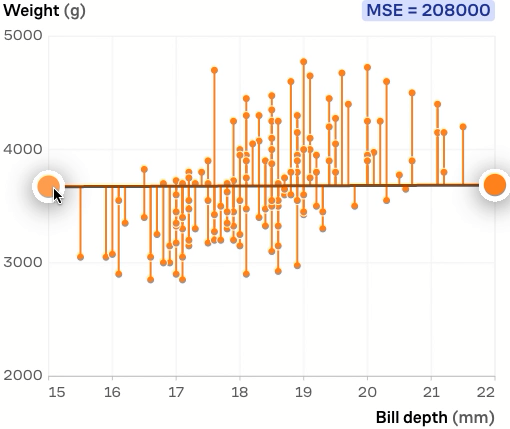 Weight (g)
MSE = 208000
5000
4000
3000
2000
15 16 17 18 19 20 21 22
Bill depth (mm)